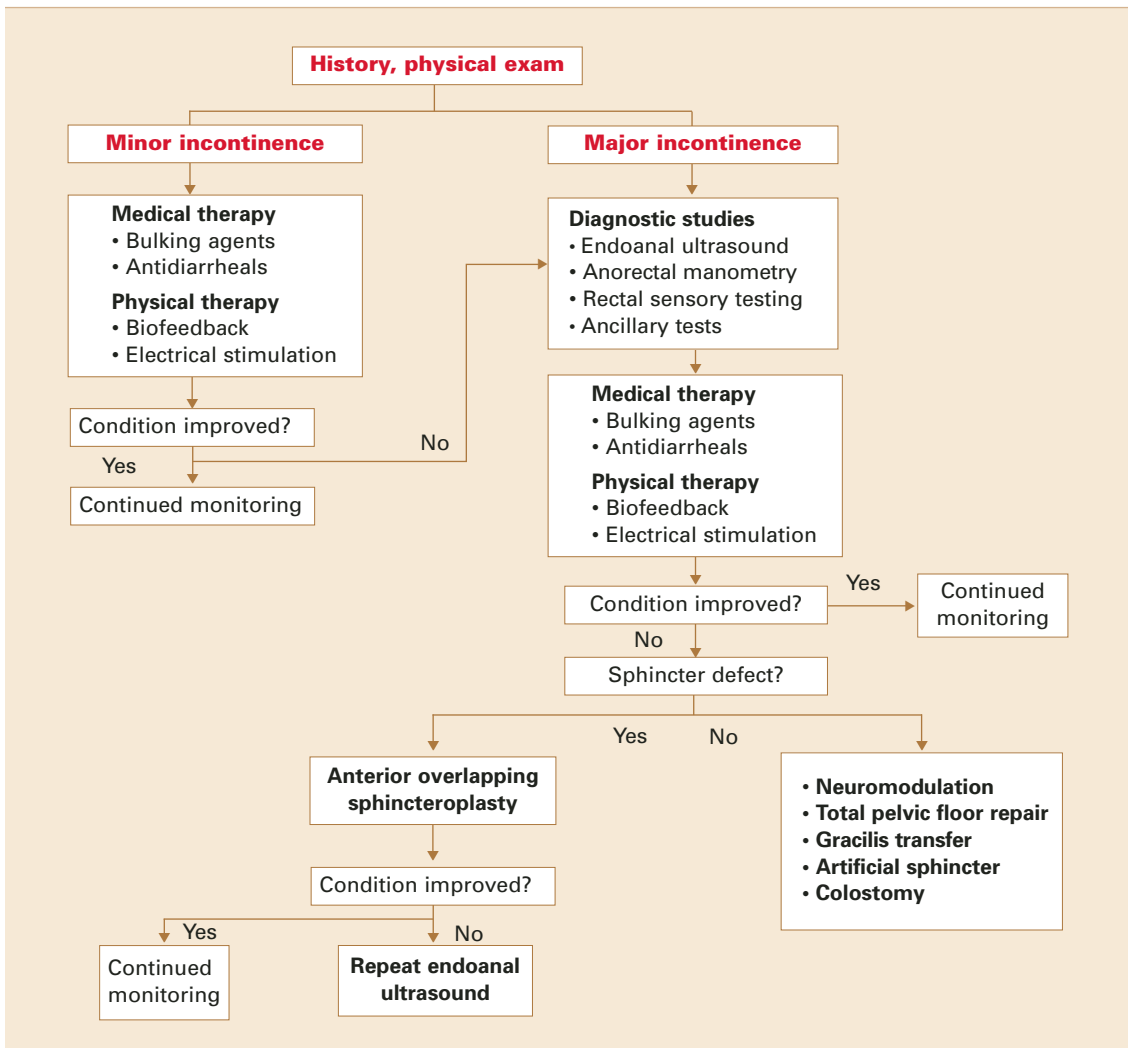 History, physical exam
Minor incontinence
Medical therapy
• Bulking agents
• Antidiarrheals
Physical therapy
• Biofeedback
• Electrical stimulation
Condition improved?
Yes
No
Continued monitoring
Major incontinence
Diagnostic studies
• Endoanal ultrasound
• Anorectal manometry
• Rectal sensory testing
• Ancillary tests
Medical therapy
• Bulking agents
• Antidiarrheals
Physical therapy
• Biofeedback
• Electrical stimulation
Condition improved?
Yes
Continued
monitoring
No
Sphincter defect?
Yes
No
Anterior overlapping
sphincteroplasty
Condition improved?
Yes
No
Continued
monitoring
Repeat endoanal
ultrasound
• Neuromodulation
• Total pelvic floor repair
• Gracilis transfer
• Artificial sphincter
• Colostomy